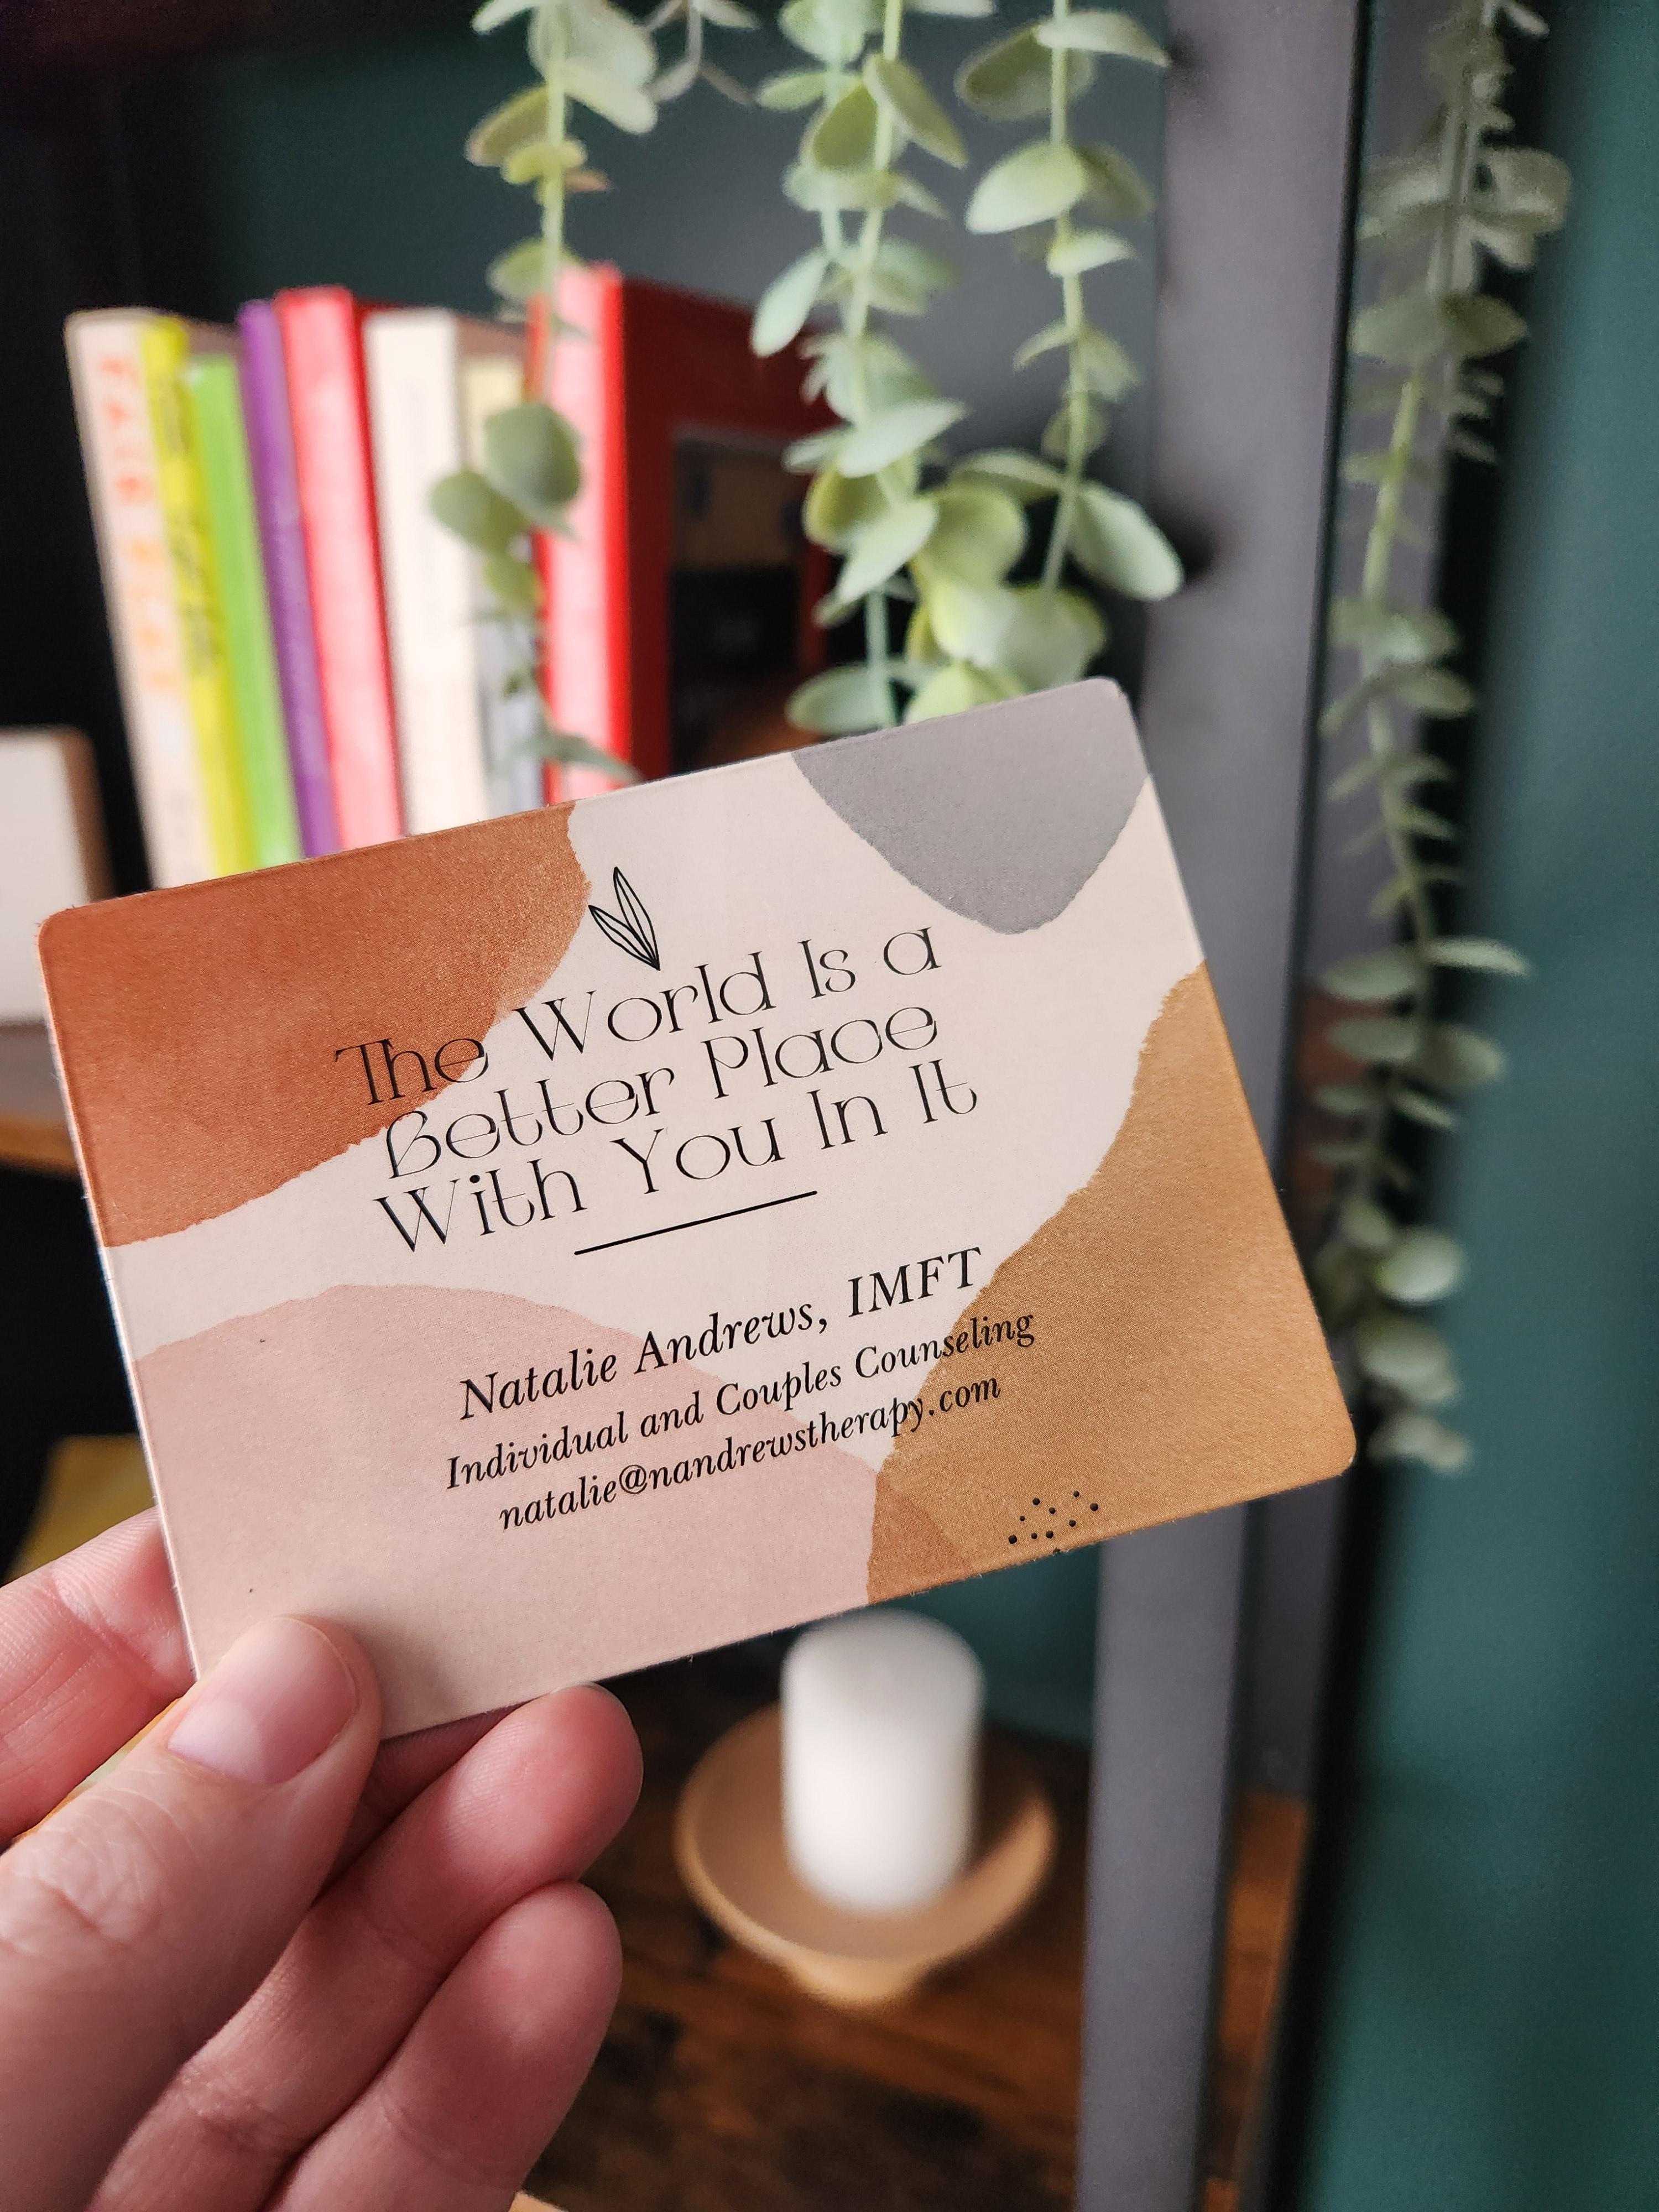 The World Is a
Better Place
With You In It
Natalie Andrews, IMFT
Individual and Couples Counseling
natalie@nandrewstherapy.com